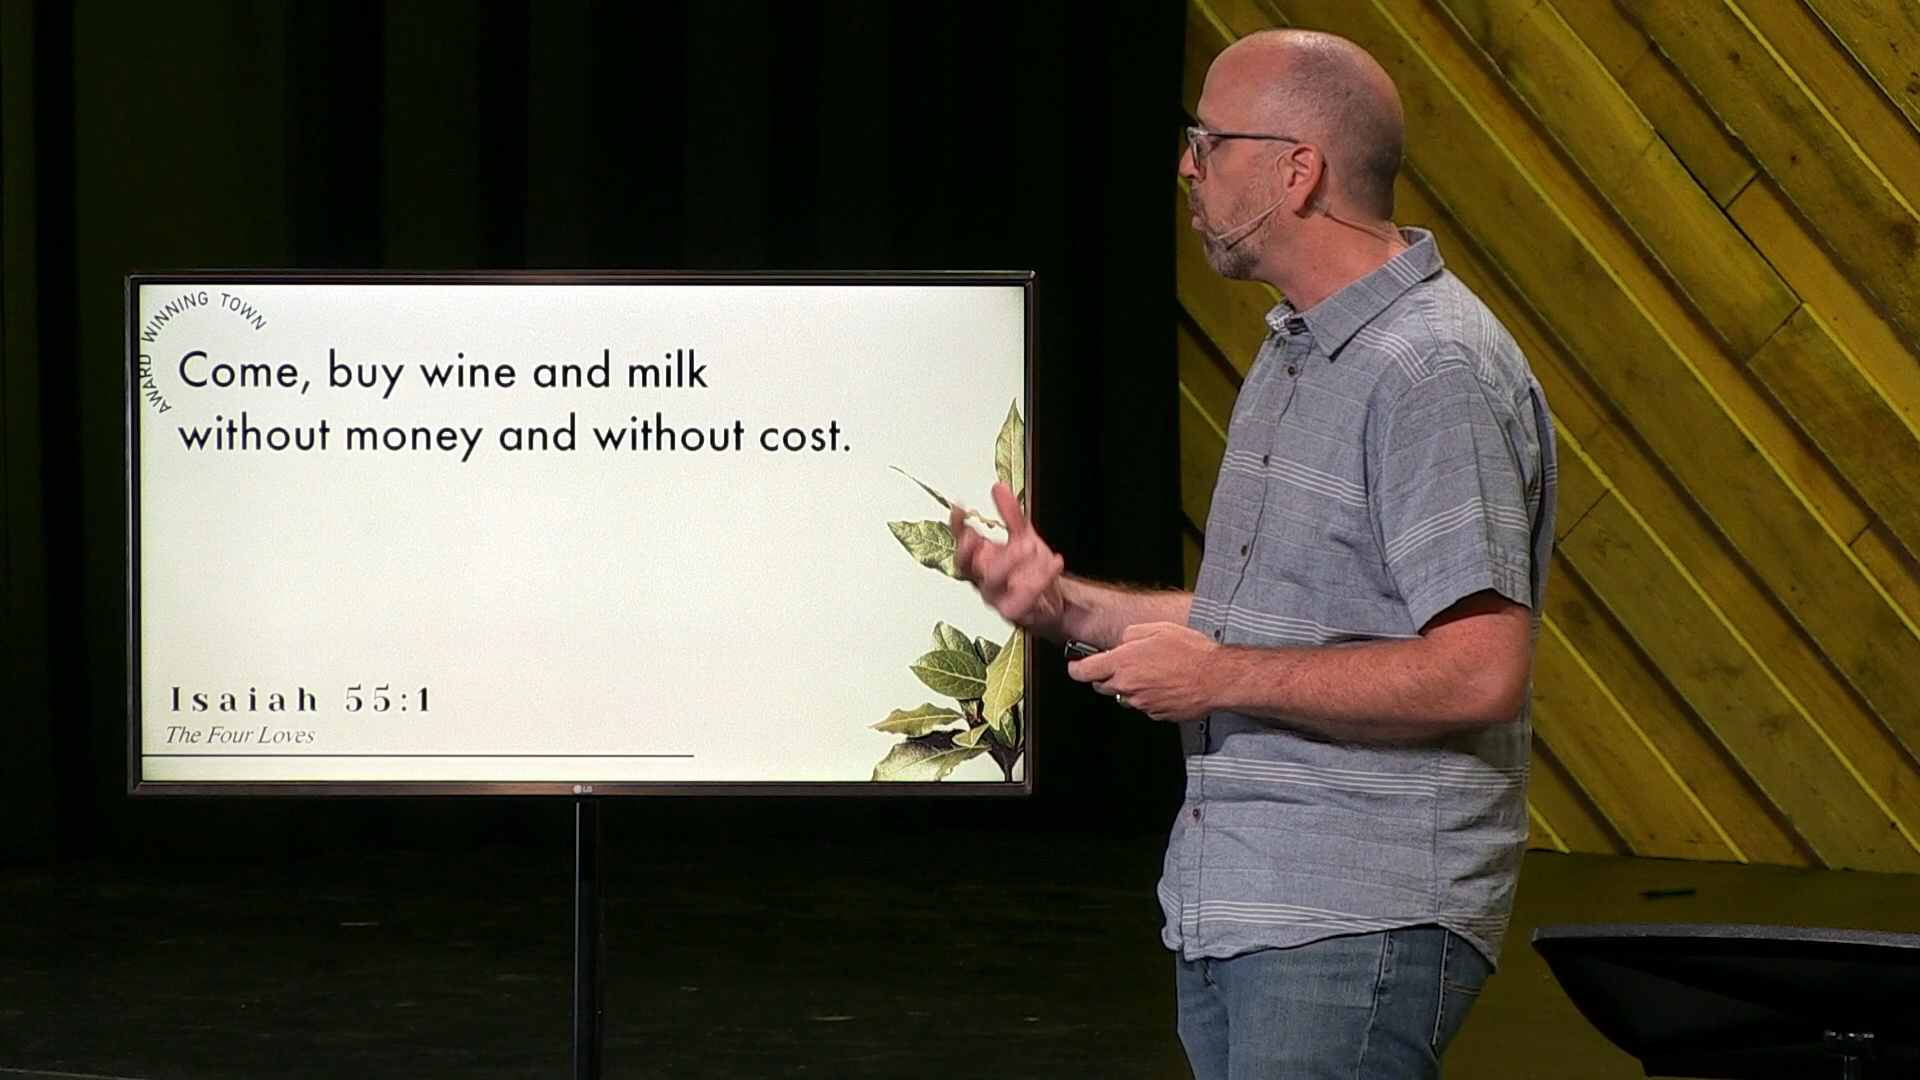 AWARD WINNING TOWN
Come, buy wine and milk
without money and without cost.
Isaiah 55:1
The Four Loves
LG